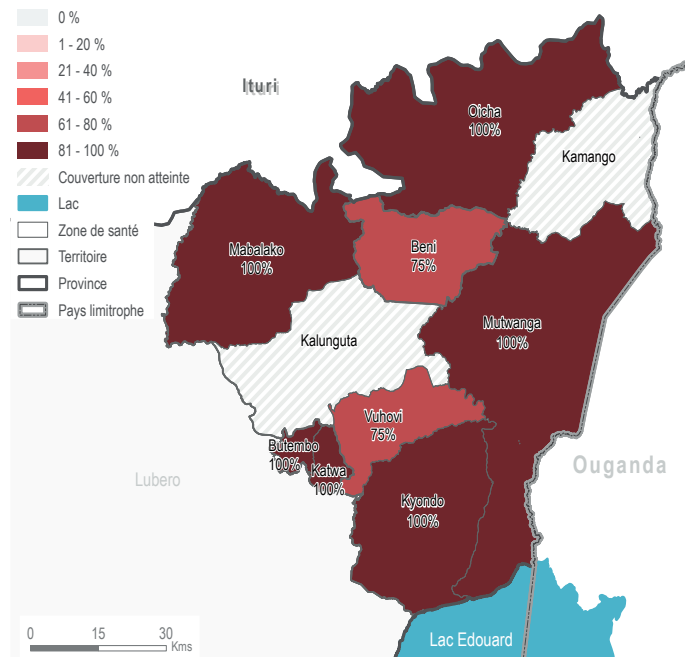 0 %
1 - 20 %
21 - 40 %
41 - 60 %
61 - 80 %
81 - 100 %
Couverture non atteinte
Lac
Zone de santé
Territoire
Province
Pays limitrophe
Ituri
Oicha
100%
Kamango
Mabalako
100%
Beni
75%
Mutwanga
100%
Kalunguta
Vuhovi
75%
Butembo
100%
Katwa
100%
Kyondo
100%
Lubero
Ouganda
Lac Edouard
0 15 30
Kms